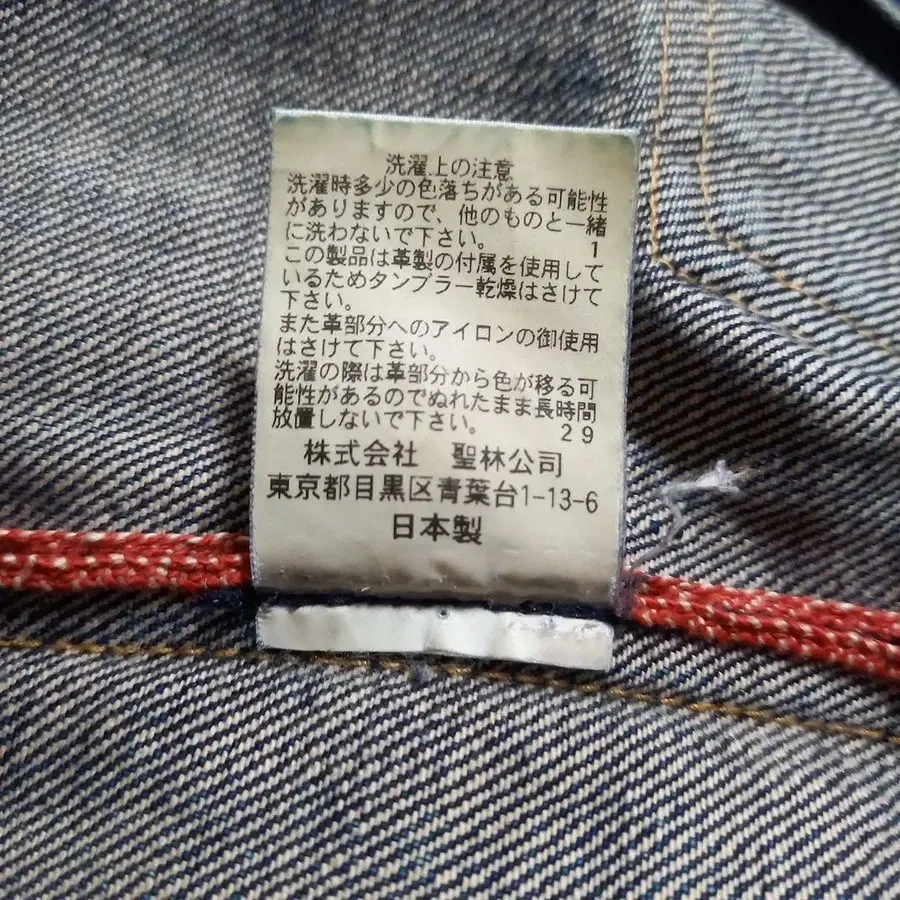 洗濯上の注意
洗濯時多少の色落ちがある可能性
がありますので、他のものと一緒
に洗わないで下さい。 1
この製品は革製の付属を使用して
いるためタンブラー乾燥はさけて
下さい。
また革部分へのアイロンの御使用
はさけて下さい。
洗濯の際は革部分から色が移る可
能性があるのでぬれたまま長時間
放置しないで下さい。 29
株式会社 聖林公司
東京都目黒区青葉台1-13-6
日本製